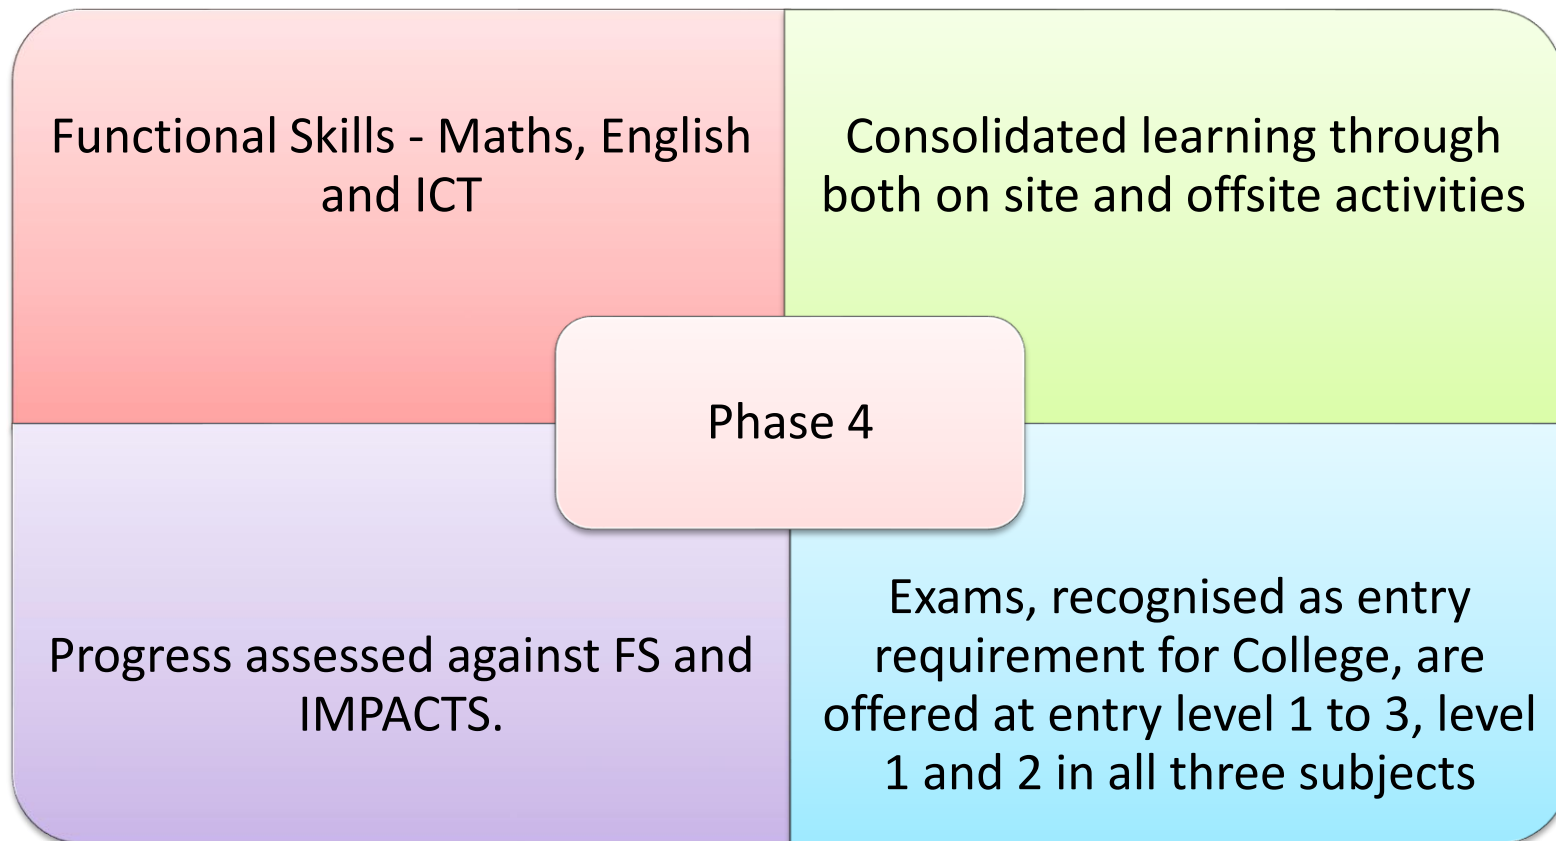 Functional Skills - Maths, English
and ICT
Consolidated learning through
both on site and offsite activities
Phase 4
Progress assessed against FS and
IMPACTS.
Exams, recognised as entry
requirement for College, are
offered at entry level 1 to 3, level
1 and 2 in all three subjects